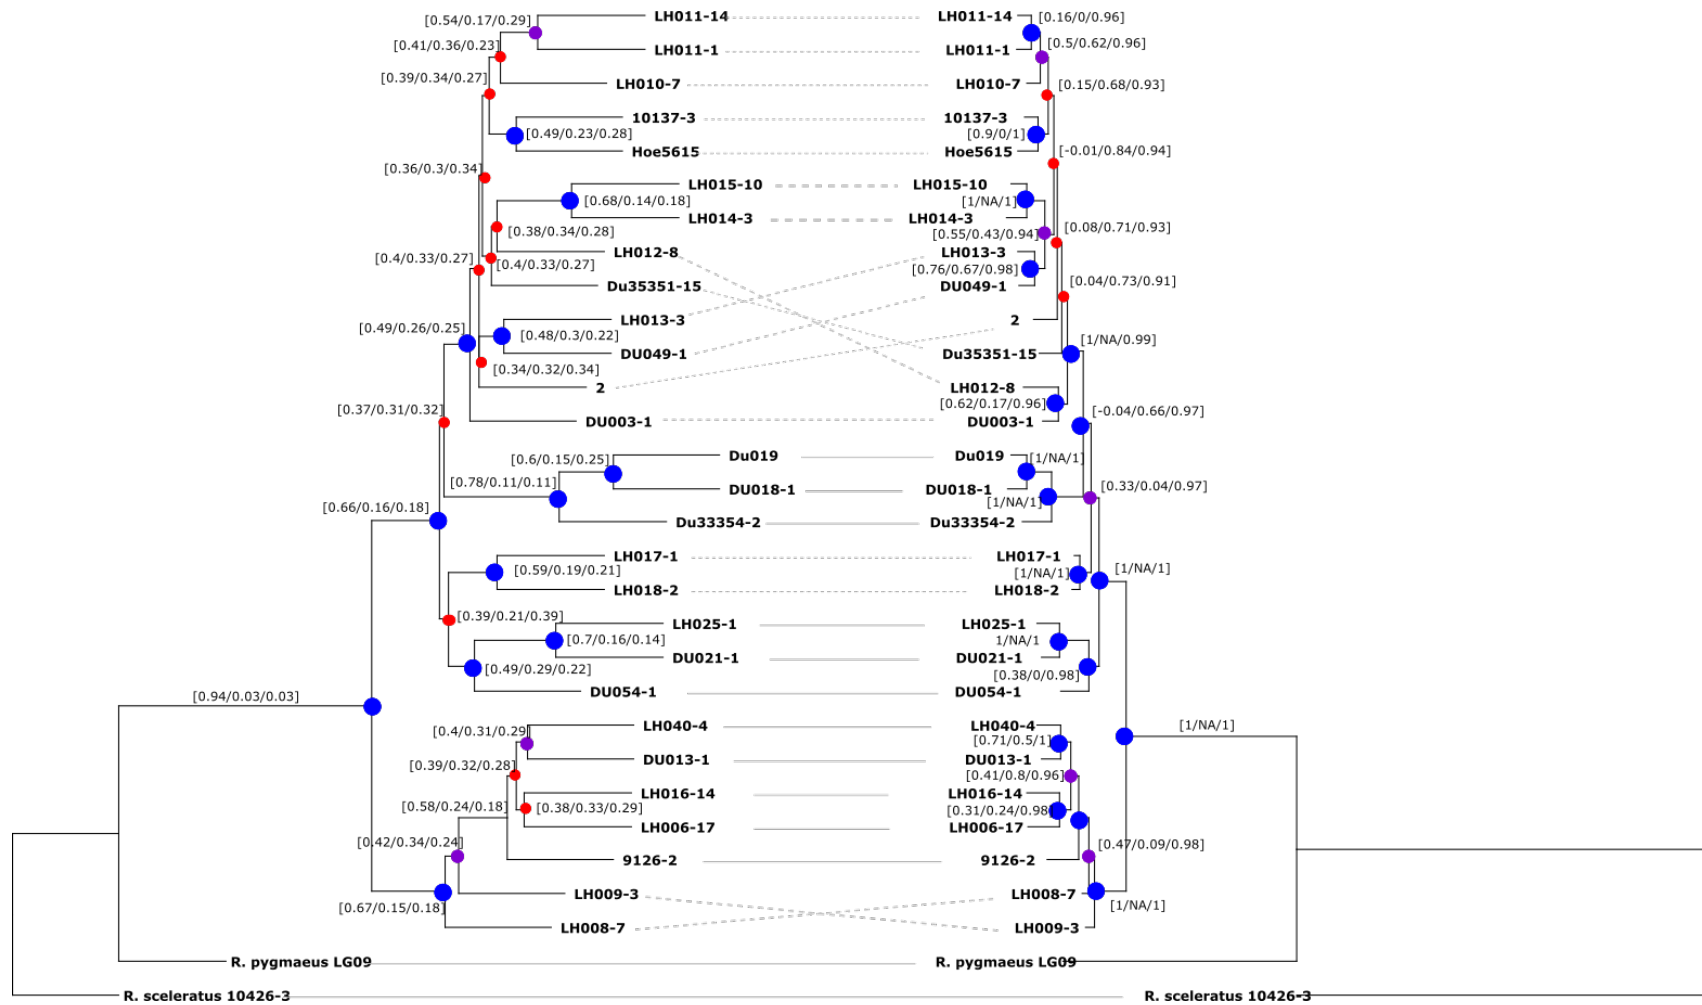 LH011-14 LH011-14
[0.54/0.17/0.29] [0.16/0/0.96]
[0.41/0.36/0.23] [0.5/0.62/0.96]
LH011-1 LH011-1
[0.39/0.34/0.27] [0.15/0.68/0.93]
LH010-7 LH010-7
10137-3 10137-3
[0.49/0.23/0.28] [0.9/0/1]
Hoe5615 Hoe5615 [-0.01/0.84/0.94]
[0.36/0.3/0.34]
LH015-10 LH015-10
[0.68/0.14/0.18] [1/NA/1]
LH014-3 LH014-3
[0.38/0.34/0.28] [0.55/0.43/0.94] [0.08/0.71/0.93]
LH012-8 LH013-3
[0.4/0.33/0.27] [0.4/0.33/0.27] [0.76/0.67/0.98]
Du35351-15 DU049-1 [0.04/0.73/0.91]
LH013-3 2
[0.49/0.26/0.25] [0.48/0.3/0.22] [1/NA/0.99]
DU049-1 Du35351-15
[0.34/0.32/0.34]
2 LH012-8
[0.37/0.31/0.32] [0.62/0.17/0.96] [-0.04/0.66/0.97]
DU003-1 DU003-1
Du019 Du019
[0.6/0.15/0.25] [1/NA/1]
[0.78/0.11/0.11] [0.33/0.04/0.97]
DU018-1 DU018-1
[0.66/0.16/0.18] [1/NA/1]
Du33354-2 Du33354-2
LH017-1 LH017-1
[0.59/0.19/0.21] [1/NA/1] [1/NA/1]
LH018-2 LH018-2
[0.39/0.21/0.39]
LH025-1 LH025-1
[0.7/0.16/0.14] 1/NA/1
DU021-1 DU021-1
[0.49/0.29/0.22] [0.38/0/0.98]
DU054-1 DU054-1
[0.94/0.03/0.03]
LH040-4 LH040-4 [1/NA/1]
[0.4/0.31/0.29] [0.71/0.5/1]
DU013-1 DU013-1
[0.39/0.32/0.28] [0.41/0.8/0.96]
LH016-14 LH016-14
[0.58/0.24/0.18] [0.38/0.33/0.29] [0.31/0.24/0.98]
LH006-17 LH006-17
[0.42/0.34/0.24] [0.47/0.09/0.98]
9126-2 9126-2
LH009-3 LH008-7
[0.67/0.15/0.18] [1/NA/1]
LH008-7 LH009-3
R. pygmaeus LG09 R. pygmaeus LG09
R. sceleratus 10426-3 R. sceleratus 10426-3